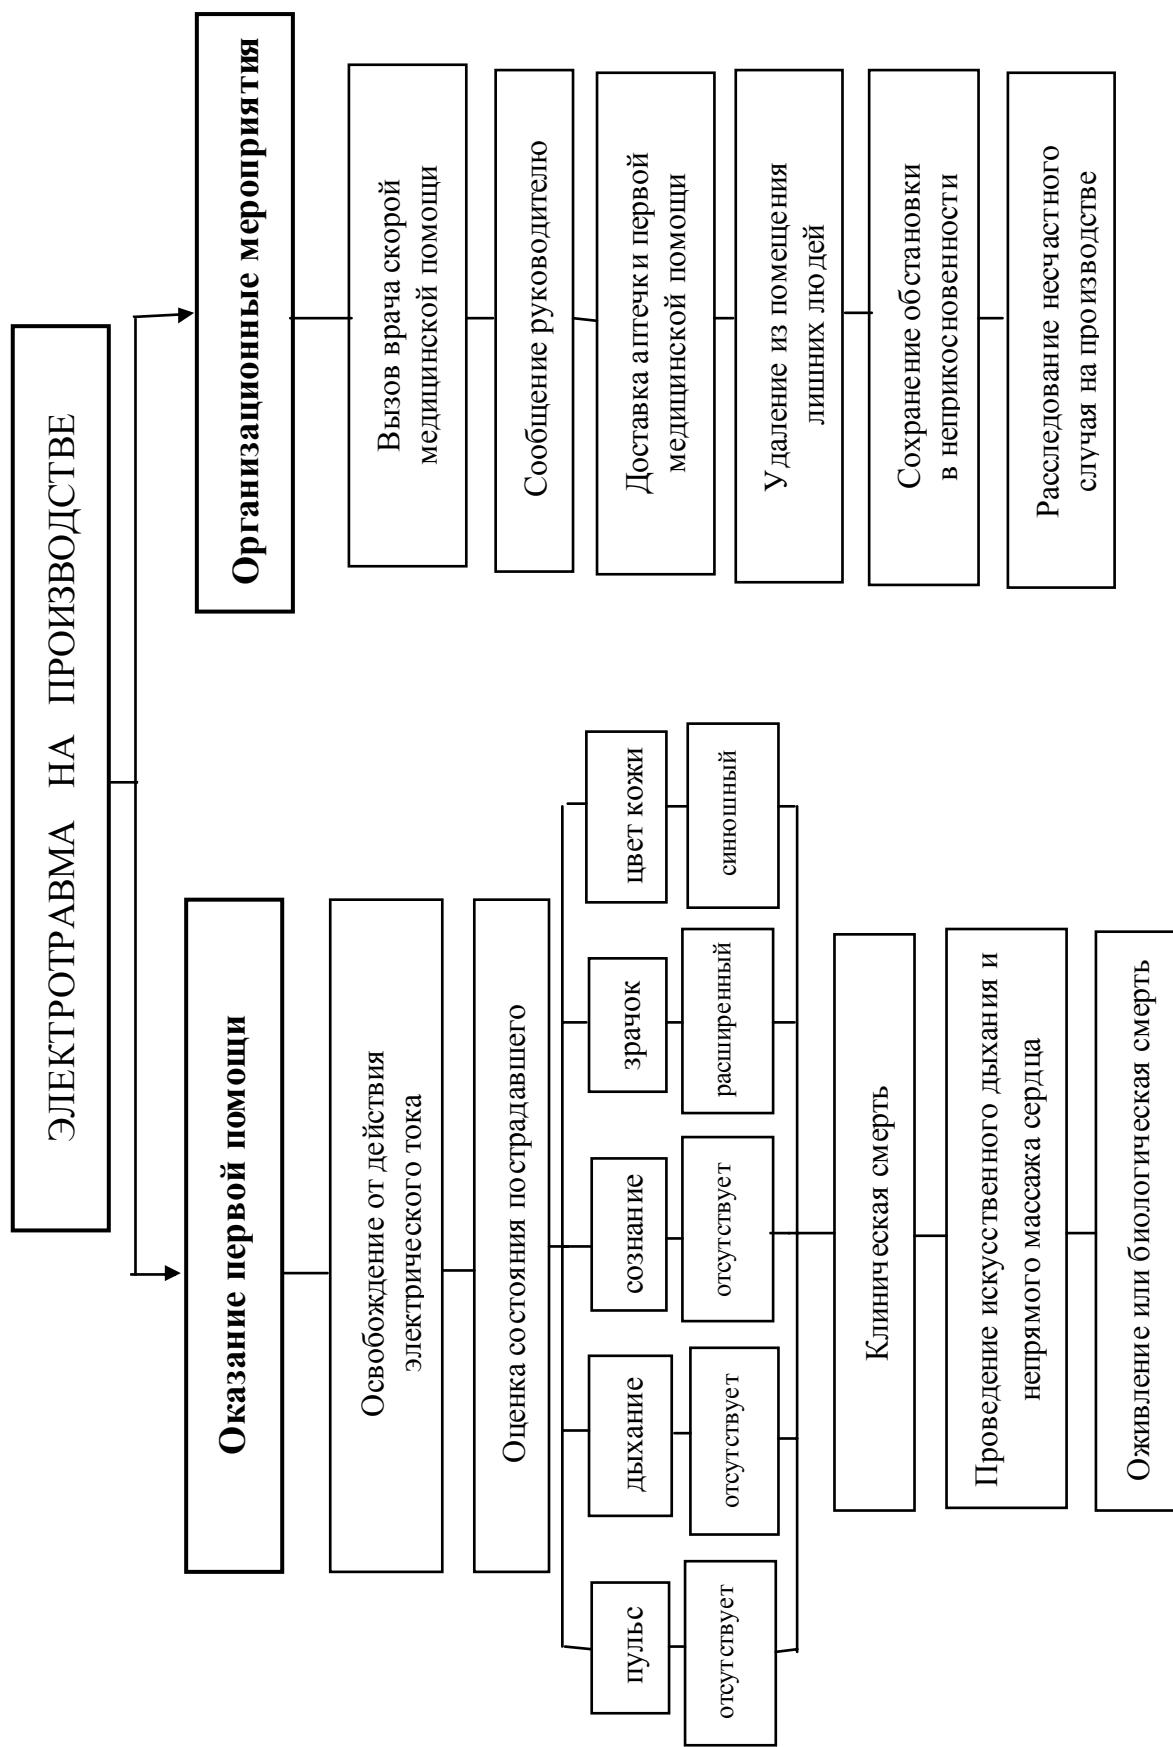 ЭЛЕКТРОТРАВМА НА ПРОИЗВОДСТВЕ
Оказание первой помощи
Освобождение от действия
электрического тока
Оценка состояния пострадавшего
пульс
дыхание
сознание
зрачок
цвет кожи
отсутствует
отсутствует
отсутствует
расширенный
синюшный
Клиническая смерть
Проведение искусственного дыхания и
непрямого массажа сердца
Оживление или биологическая смерть
Организационные мероприятия
Вызов врача скорой
медицинской помощи
Сообщение руководителю
Доставка аптечки первой
медицинской помощи
Удаление из помещения
лишних людей
Сохранение обстановки
в неприкосновенности
Расследование несчастного
случая на производстве